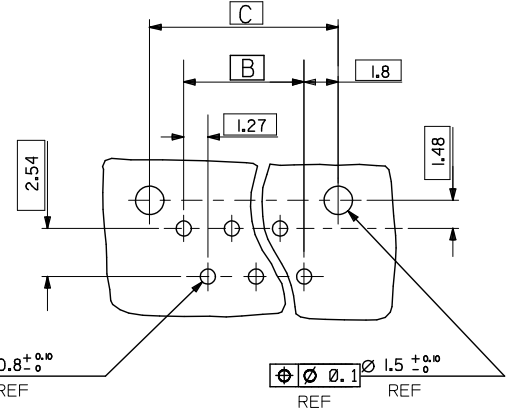 C
B
1.8
1.27
2.54
1.48
0.8 +0.10 -0
REF
⌖ Ø 0.1
Ø 1.5 +0.10 -0
REF
REF